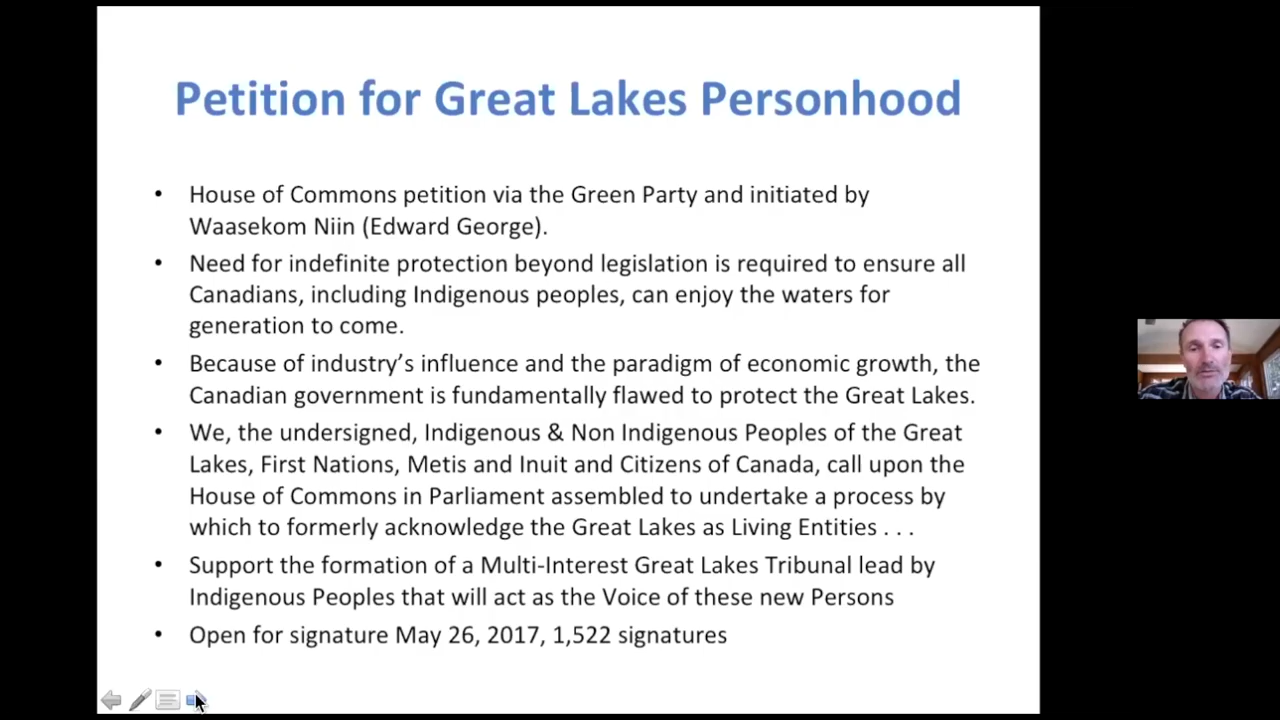 Petition for Great Lakes Personhood
• House of Commons petition via the Green Party and initiated by
Waasekom Niin (Edward George).
• Need for indefinite protection beyond legislation is required to ensure all
Canadians, including Indigenous peoples, can enjoy the waters for
generation to come.
• Because of industry’s influence and the paradigm of economic growth, the
Canadian government is fundamentally flawed to protect the Great Lakes.
• We, the undersigned, Indigenous & Non Indigenous Peoples of the Great
Lakes, First Nations, Metis and Inuit and Citizens of Canada, call upon the
House of Commons in Parliament assembled to undertake a process by
which to formerly acknowledge the Great Lakes as Living Entities . . .
• Support the formation of a Multi-Interest Great Lakes Tribunal lead by
Indigenous Peoples that will act as the Voice of these new Persons
• Open for signature May 26, 2017, 1,522 signatures